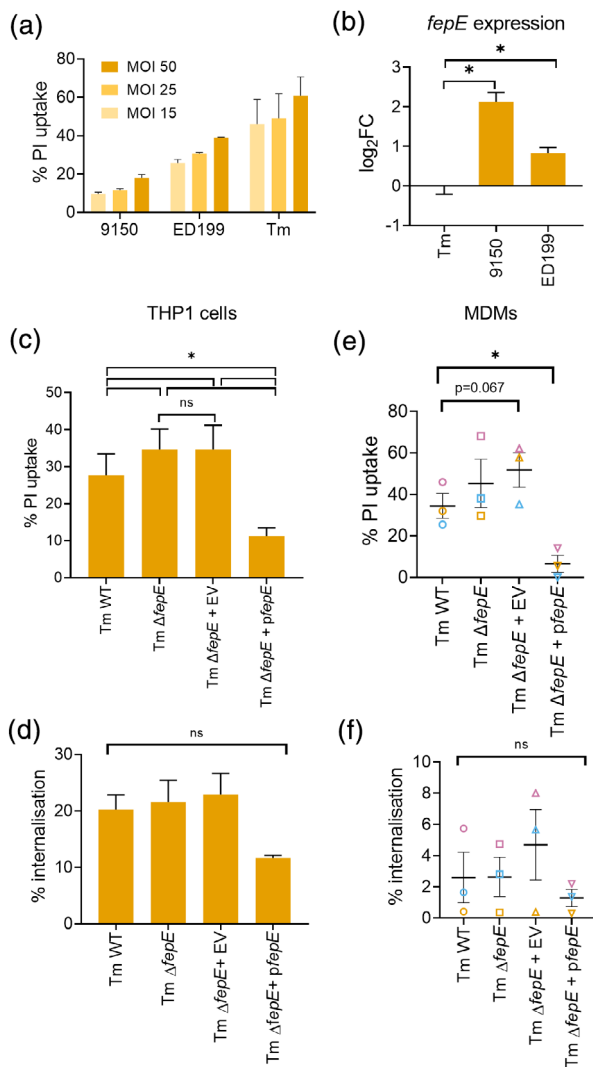 (a)
% PI uptake
80
60
40
20
0
MOI 50
MOI 25
MOI 15
9150
ED199
Tm
(b)
fepE expression
log₂FC
3
2
1
0
-1
*
*
Tm
9150
ED199
THP1 cells
(c)
% PI uptake
50
40
30
20
10
0
*
ns
Tm WT
Tm ΔfepE
Tm ΔfepE + EV
Tm ΔfepE + pfepE
MDMs
(e)
% PI uptake
80
60
40
20
0
*
p=0.067
Tm WT
Tm ΔfepE
Tm ΔfepE + EV
Tm ΔfepE + pfepE
(d)
% internalisation
30
20
10
0
ns
Tm WT
Tm ΔfepE
Tm ΔfepE+ EV
Tm ΔfepE+ pfepE
(f)
% internalisation
10
8
6
4
2
0
ns
Tm WT
Tm ΔfepE
Tm ΔfepE + EV
Tm ΔfepE + pfepE